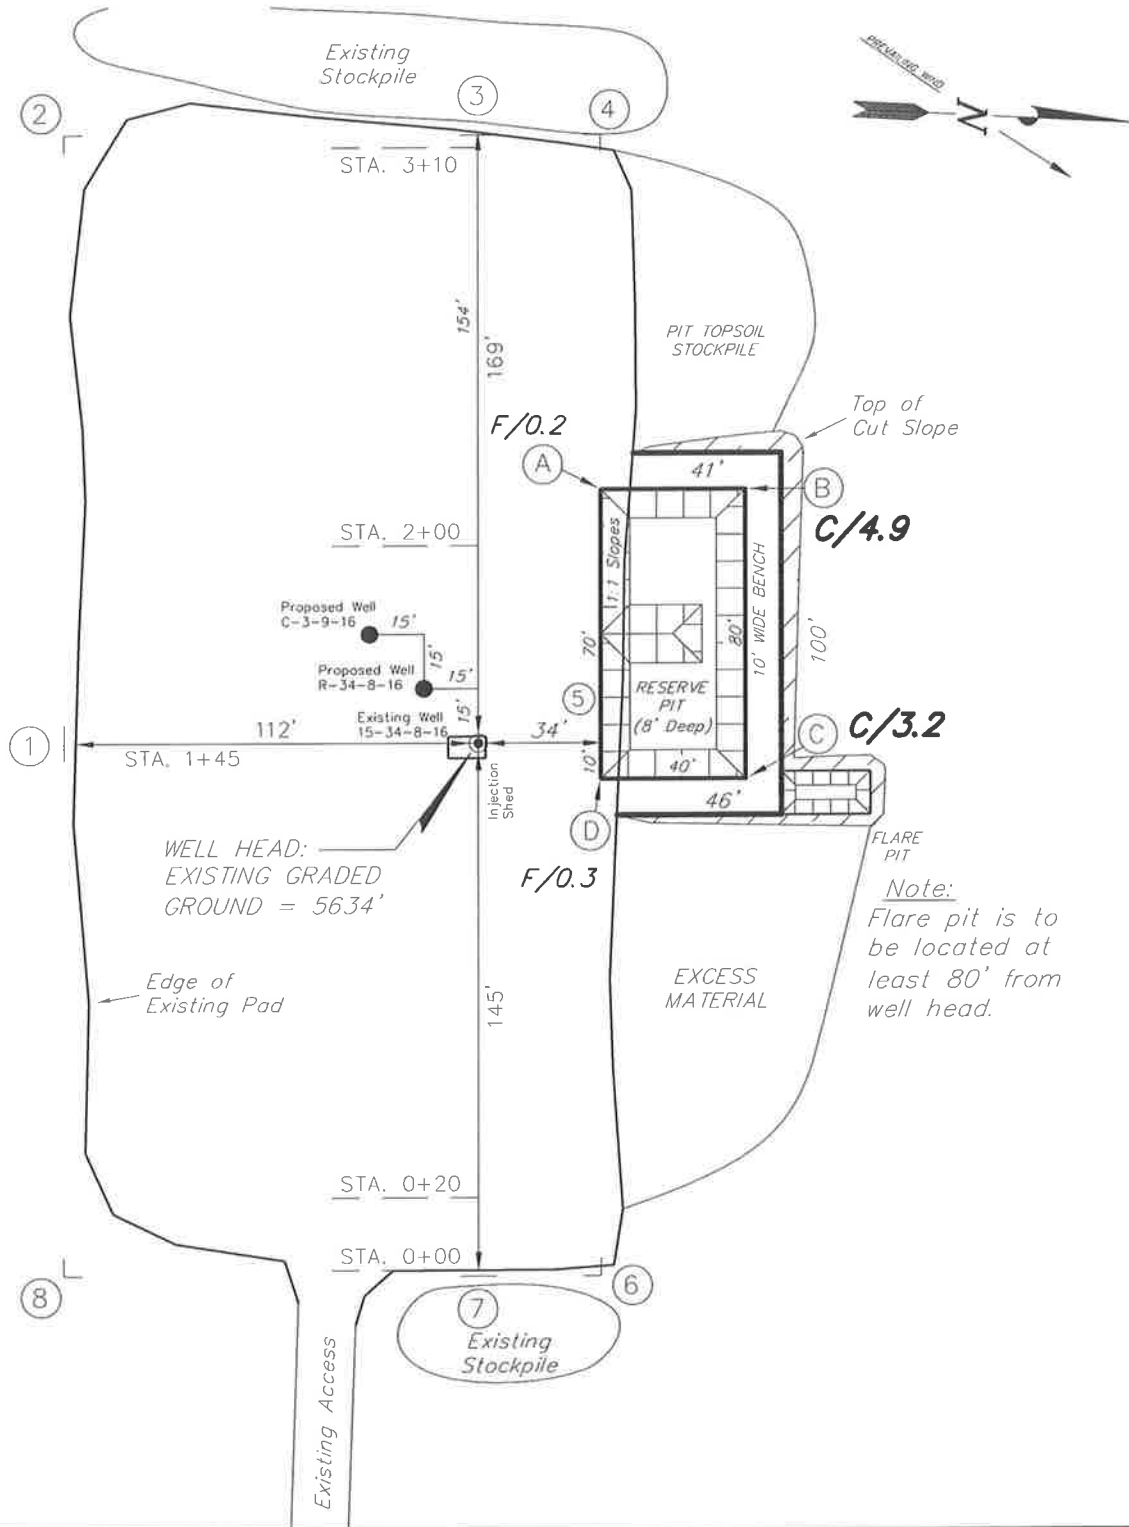 Existing
Stockpile
PREVAILING WIND
N
2
3
4
STA. 3+10
154'
169'
PIT TOPSOIL
STOCKPILE
Top of
Cut Slope
F/0.2
A
41'
B
C/4.9
STA. 2+00
1:1 Slopes
10' WIDE BENCH
80'
100'
70'
Proposed Well
C-3-9-16
15'
15'
Proposed Well
R-34-8-16
15'
15'
Existing Well
15-34-8-16
5
RESERVE
PIT
(8' Deep)
C
C/3.2
1
112'
34'
STA. 1+45
Injection
Shed
10'
40'
46'
D
F/0.3
FLARE
PIT
WELL HEAD:
EXISTING GRADED
GROUND = 5634'
Note:
Flare pit is to
be located at
least 80' from
well head.
Edge of
Existing Pad
145'
EXCESS
MATERIAL
STA. 0+20
STA. 0+00
8
7
6
Existing
Stockpile
Existing Access